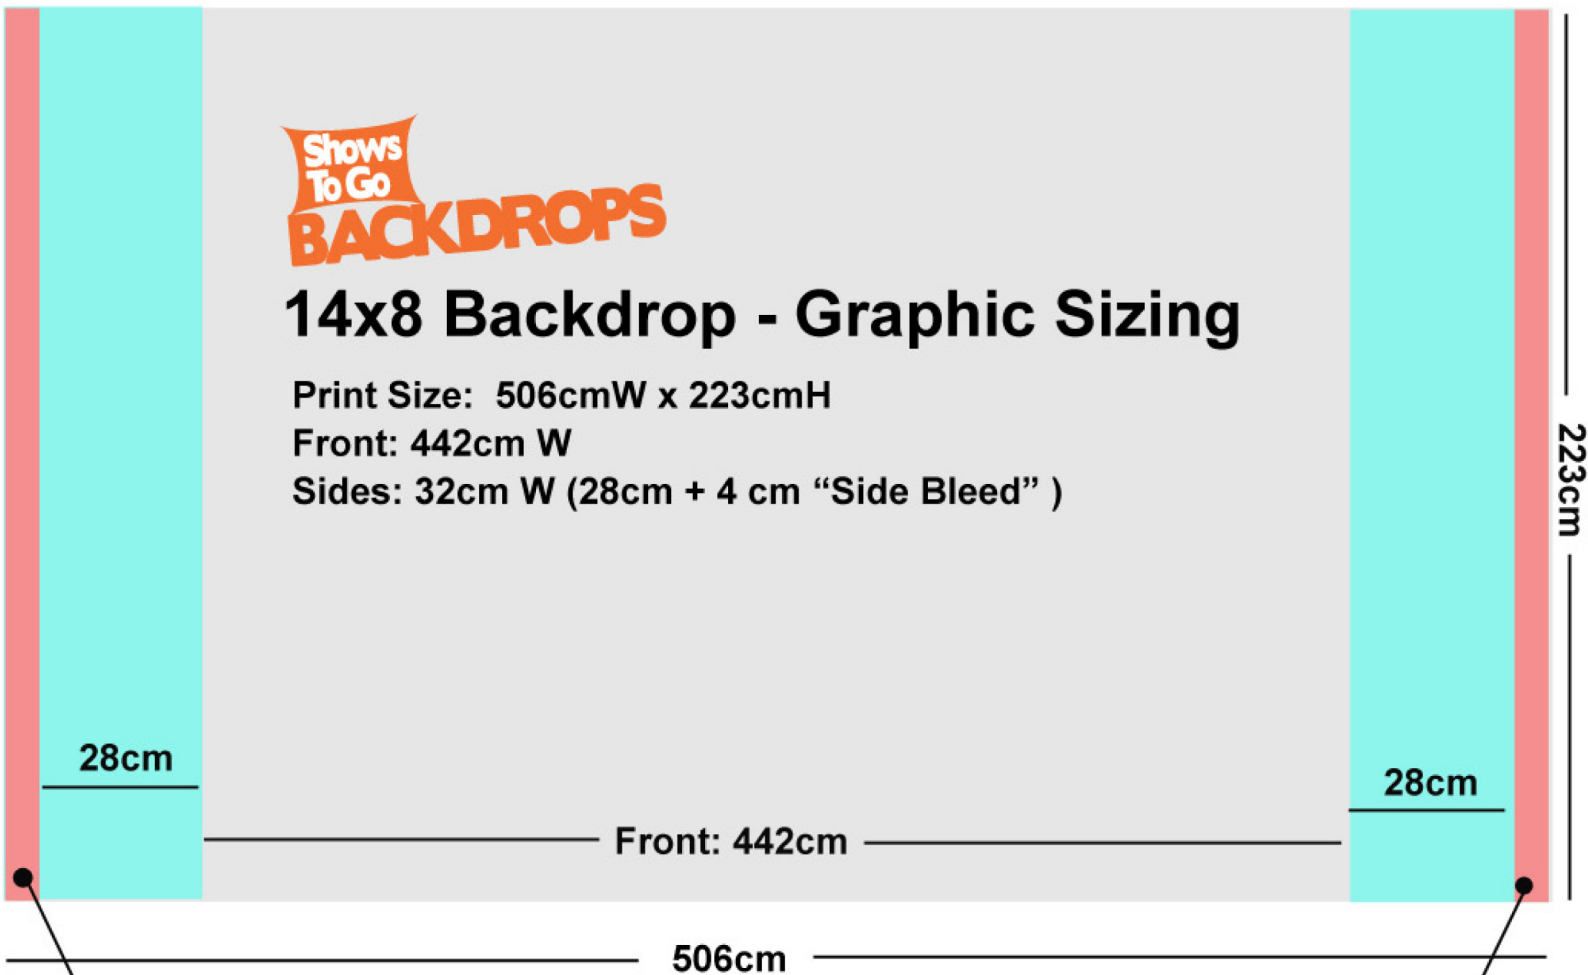 Shows
To Go
BACKDROPS
14x8 Backdrop - Graphic Sizing
Print Size:  506cmW x 223cmH
Front: 442cm W
Sides: 32cm W (28cm + 4 cm “Side Bleed” )
223cm
28cm
28cm
Front: 442cm
506cm